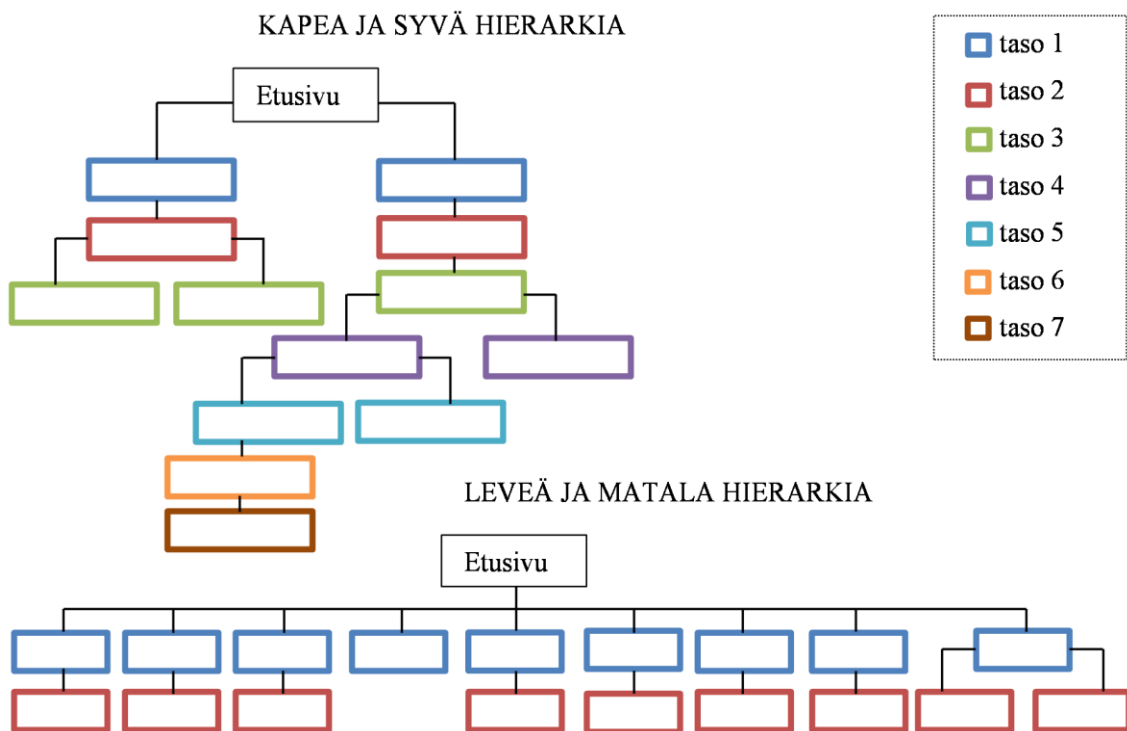 KAPEA JA SYVÄ HIERARKIA
Etusivu
taso 1
taso 2
taso 3
taso 4
taso 5
taso 6
taso 7
LEVEÄ JA MATALA HIERARKIA
Etusivu